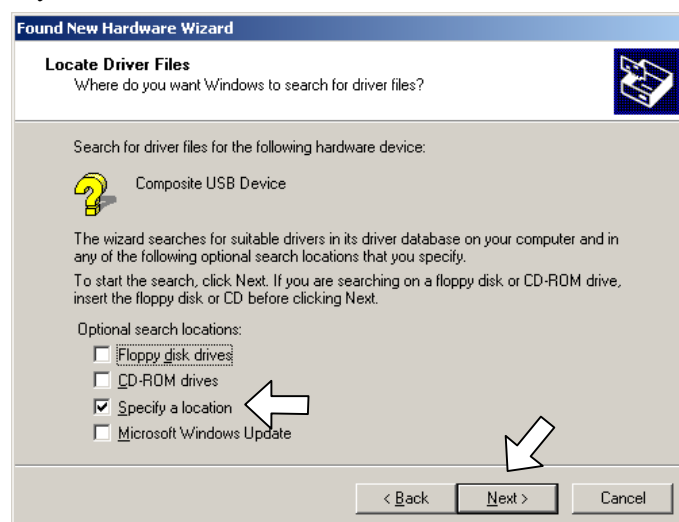 Found New Hardware Wizard
Locate Driver Files
Where do you want Windows to search for driver files?
Search for driver files for the following hardware device:
Composite USB Device
The wizard searches for suitable drivers in its driver database on your computer and in
any of the following optional search locations that you specify.
To start the search, click Next. If you are searching on a floppy disk or CD-ROM drive,
insert the floppy disk or CD before clicking Next.
Optional search locations:
Floppy disk drives
CD-ROM drives
Specify a location
Microsoft Windows Update
< Back Next > Cancel